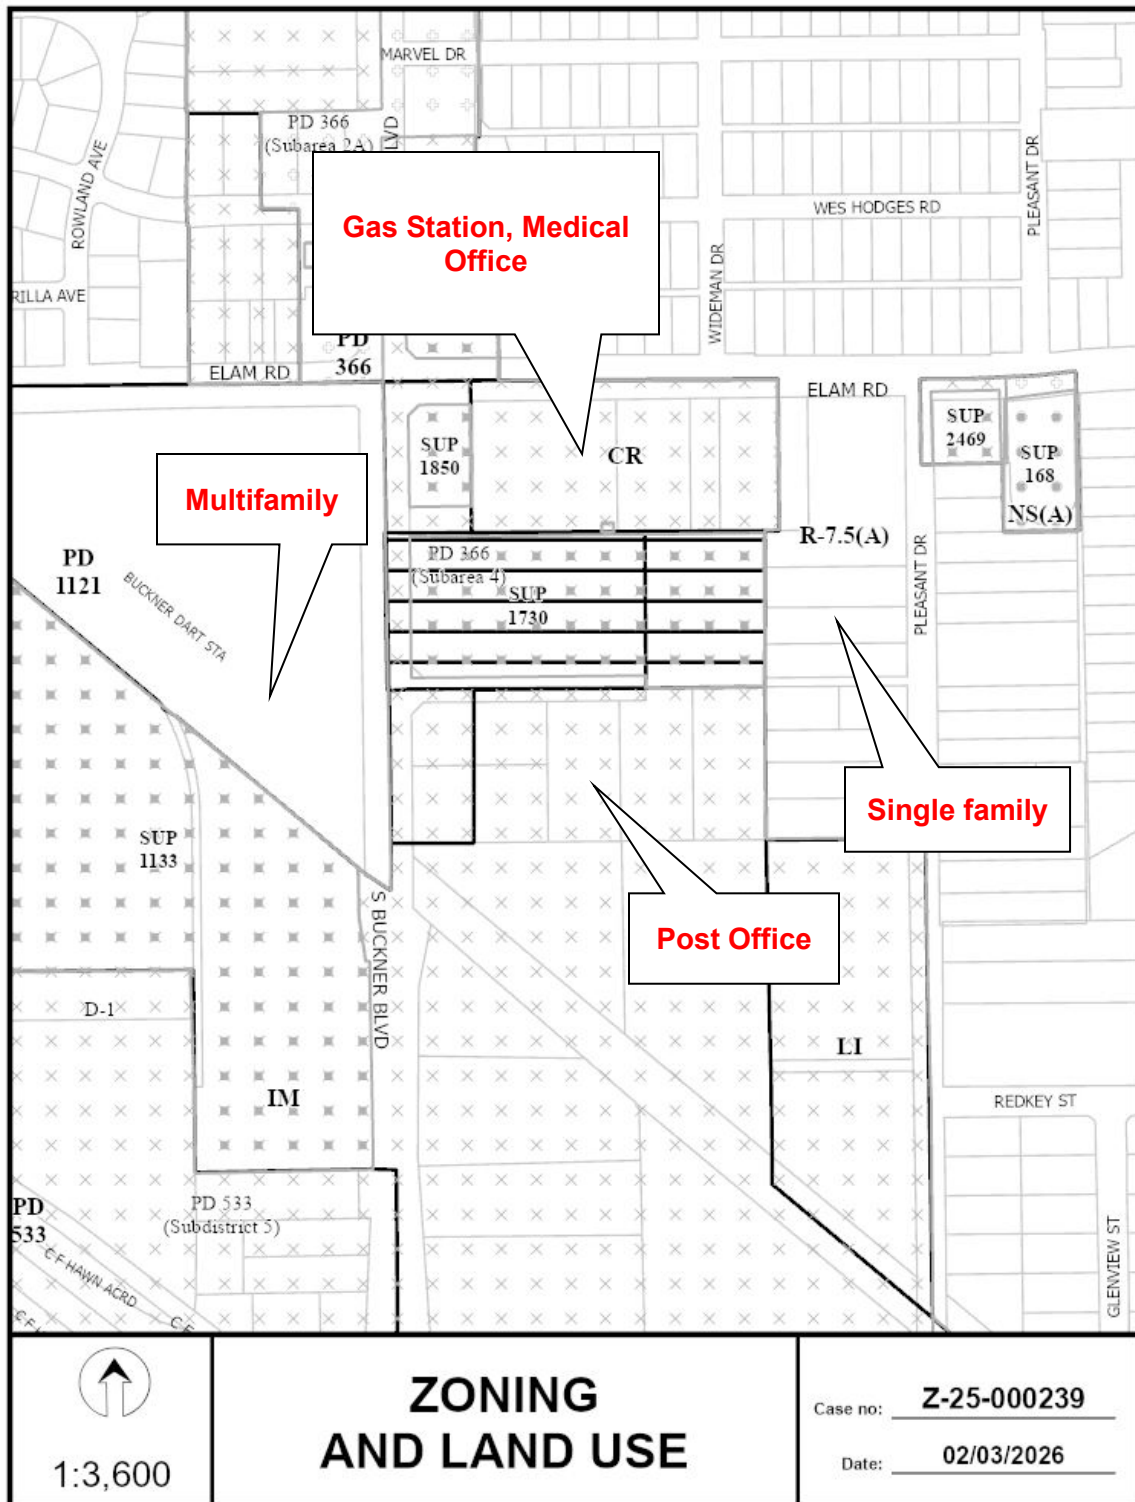 MARVEL DR
PD 366
(Subarea 2A)
LVD
ROWLAND AVE
PLEASANT DR
Gas Station, Medical
Office
WES HODGES RD
WIDEMAN DR
RILLA AVE
PD
366
ELAM RD
ELAM RD
SUP
1850
CR
SUP
2469
SUP
168
NS(A)
Multifamily
R-7.5(A)
PD
1121
BUCKNER DART STA
PD 366
(Subarea 4)
SUP
1730
PLEASANT DR
Single family
SUP
1133
S BUCKNER BLVD
Post Office
D-1
LI
IM
REDKEY ST
PD
533
PD 533
(Subdistrict 5)
C F HAWN ACRD
C F
C F
GLENVIEW ST
1:3,600
ZONING
AND LAND USE
Case no: Z-25-000239
Date: 02/03/2026